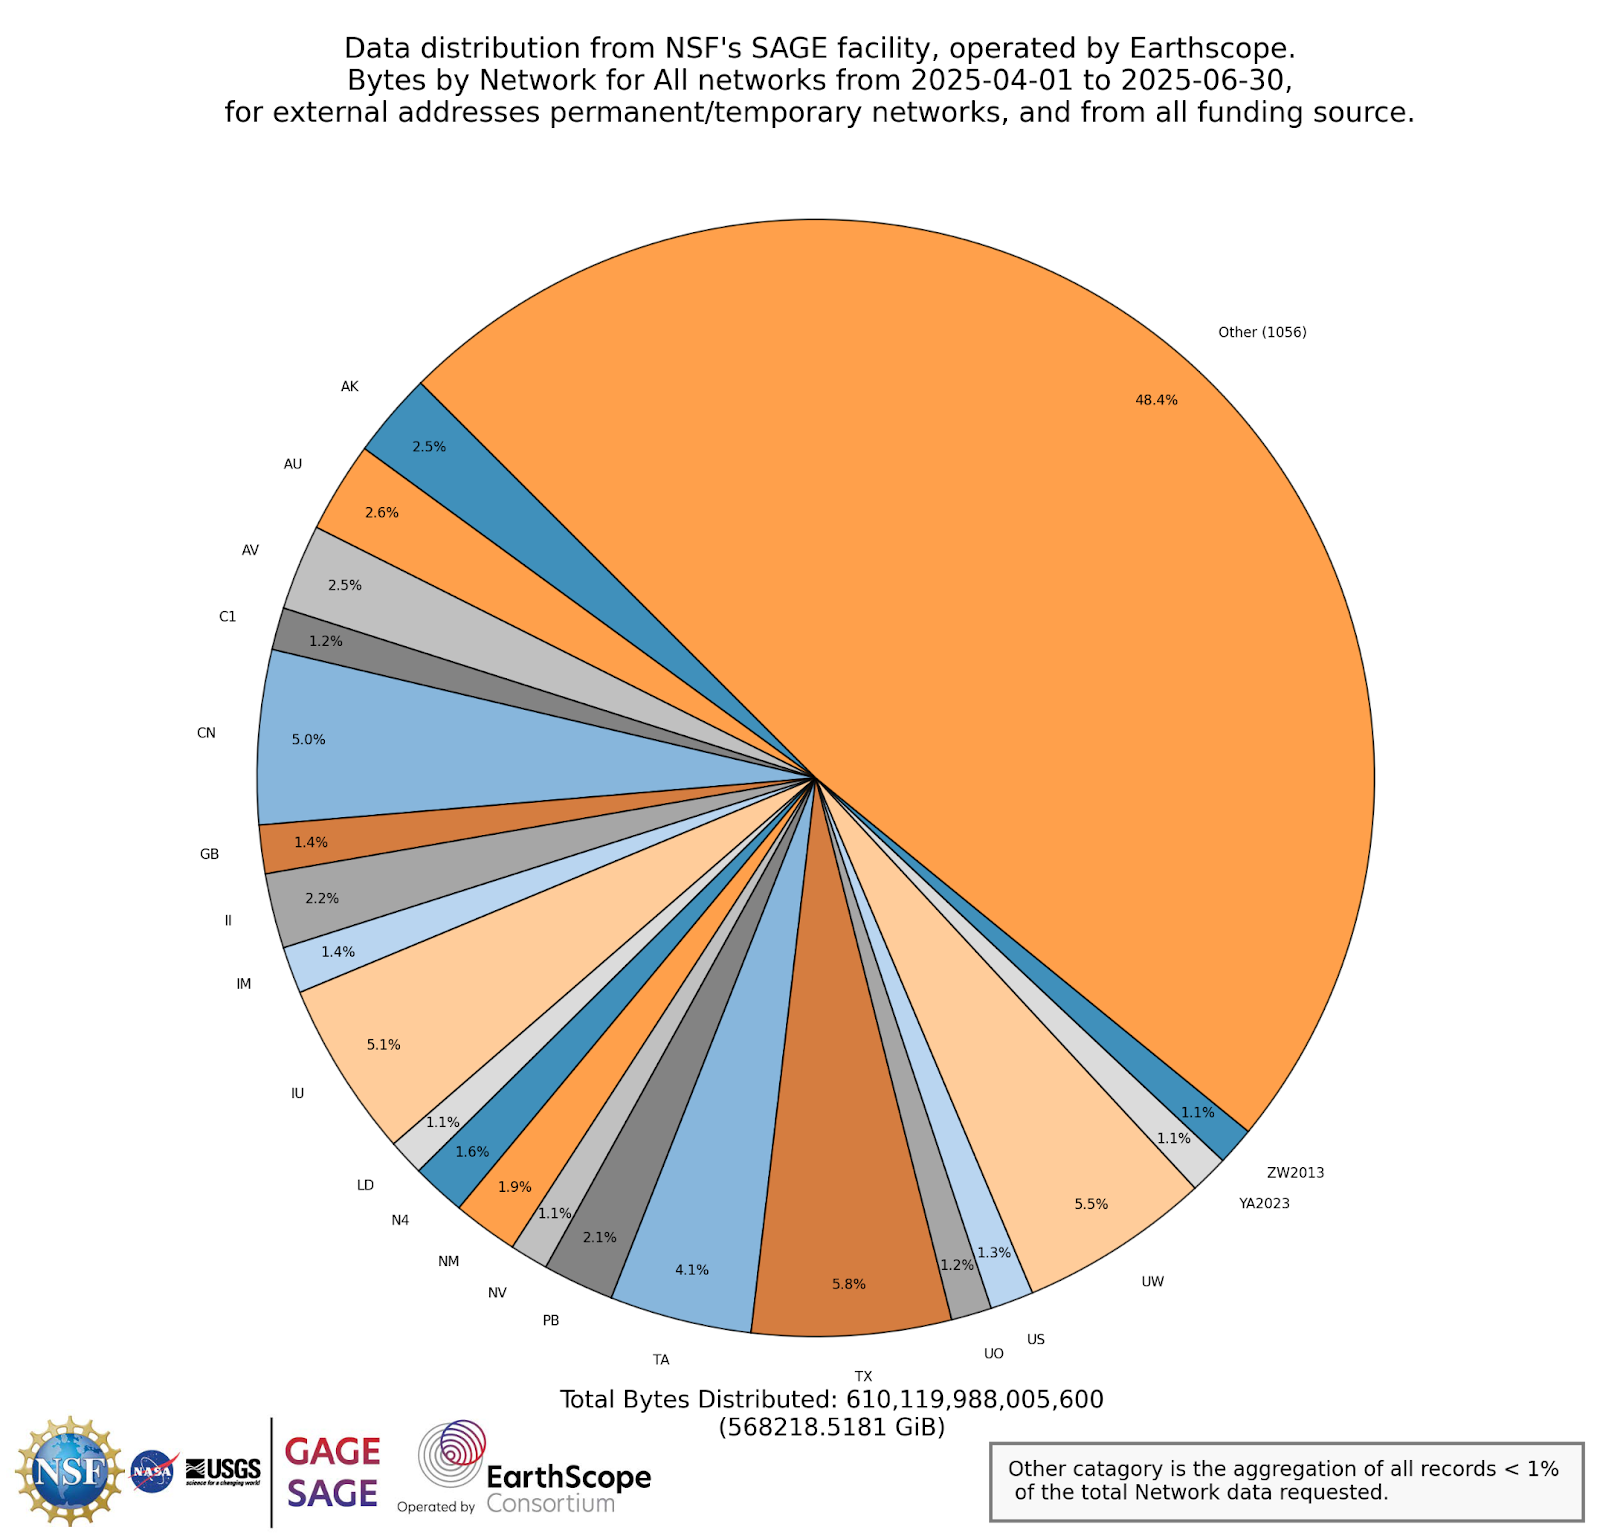 Data distribution from NSF's SAGE facility, operated by Earthscope.
Bytes by Network for All networks from 2025-04-01 to 2025-06-30,
for external addresses permanent/temporary networks, and from all funding source.
Other (1056)
48.4%
AK
2.5%
AU
2.6%
AV
2.5%
C1
1.2%
CN
5.0%
GB
1.4%
II
2.2%
IM
1.4%
IU
5.1%
LD
1.1%
N4
1.6%
NM
1.9%
NV
1.1%
PB
2.1%
TA
4.1%
TX
5.8%
UO
1.2%
US
1.3%
UW
5.5%
YA2023
1.1%
ZW2013
1.1%
Total Bytes Distributed: 610,119,988,005,600
(568218.5181 GiB)
NSF
NASA
USGS
science for a changing world
GAGE
SAGE
Operated by
EarthScope
Consortium
Other catagory is the aggregation of all records < 1%
of the total Network data requested.